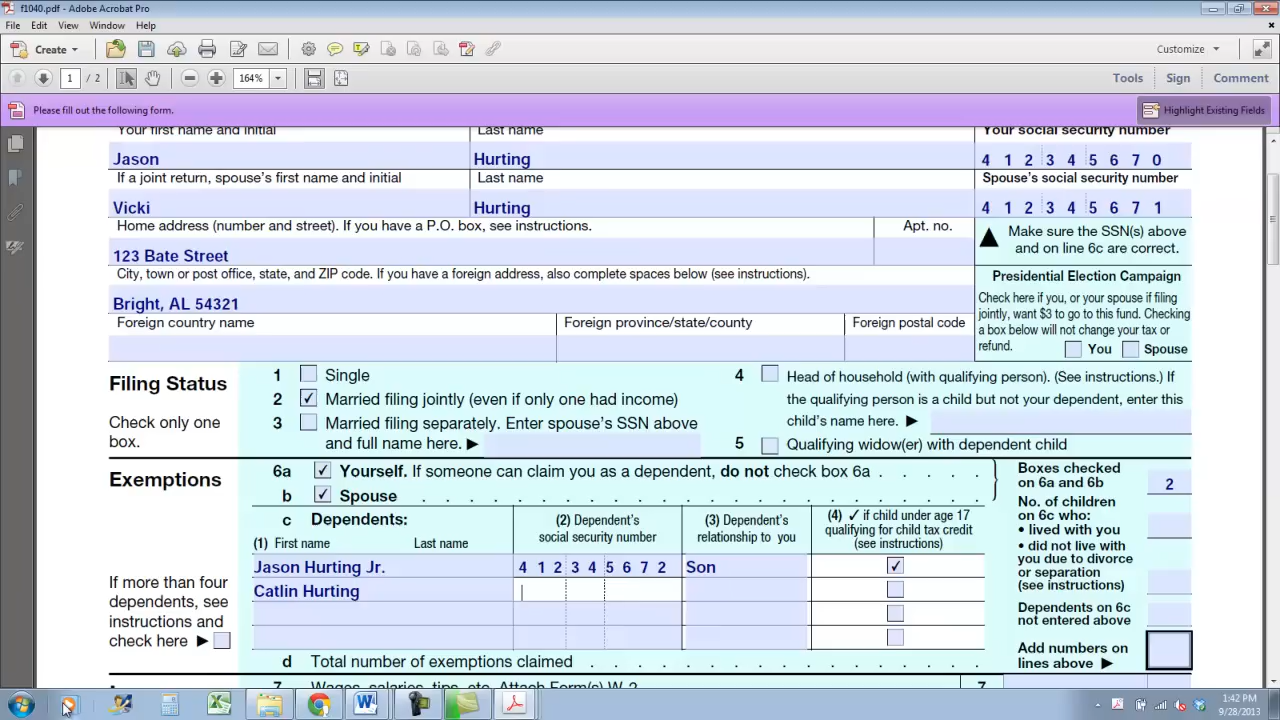 f1040.pdf - Adobe Acrobat Pro
File Edit View Window Help
Create Customize
1 / 2 164% Tools Sign Comment
Please fill out the following form. Highlight Existing Fields
Your first name and initial Last name Your social security number
Jason Hurting 4 1 2 3 4 5 6 7 0
If a joint return, spouse's first name and initial Last name Spouse's social security number
Vicki Hurting 4 1 2 3 4 5 6 7 1
Home address (number and street). If you have a P.O. box, see instructions. Apt. no.
Make sure the SSN(s) above
and on line 6c are correct.
123 Bate Street
City, town or post office, state, and ZIP code. If you have a foreign address, also complete spaces below (see instructions).
Bright, AL 54321
Presidential Election Campaign
Check here if you, or your spouse if filing
jointly, want $3 to go to this fund. Checking
a box below will not change your tax or
refund. You Spouse
Foreign country name Foreign province/state/county Foreign postal code
Filing Status
Check only one
box.
1 Single
2 Married filing jointly (even if only one had income)
3 Married filing separately. Enter spouse's SSN above
and full name here. ▶
4 Head of household (with qualifying person). (See instructions.) If
the qualifying person is a child but not your dependent, enter this
child's name here. ▶
5 Qualifying widow(er) with dependent child
Exemptions
6a Yourself. If someone can claim you as a dependent, do not check box 6a . . . . .
b Spouse . . . . . . . . . . . . . . . . . . . .
Boxes checked
on 6a and 6b 2
No. of children
on 6c who:
• lived with you
• did not live with
you due to divorce
or separation
(see instructions)
Dependents on 6c
not entered above
Add numbers on
lines above ▶
c Dependents:
(1) First name Last name
(2) Dependent's
social security number
(3) Dependent's
relationship to you
(4) ✓ if child under age 17
qualifying for child tax credit
(see instructions)
Jason Hurting Jr. 4 1 2 3 4 5 6 7 2 Son
Catlin Hurting
If more than four
dependents, see
instructions and
check here ▶
d Total number of exemptions claimed . . . . . . . . . . . . . . .
7 Wages, salaries, tips, etc. Attach Form(s) W-2 7
1:42 PM
9/28/2013